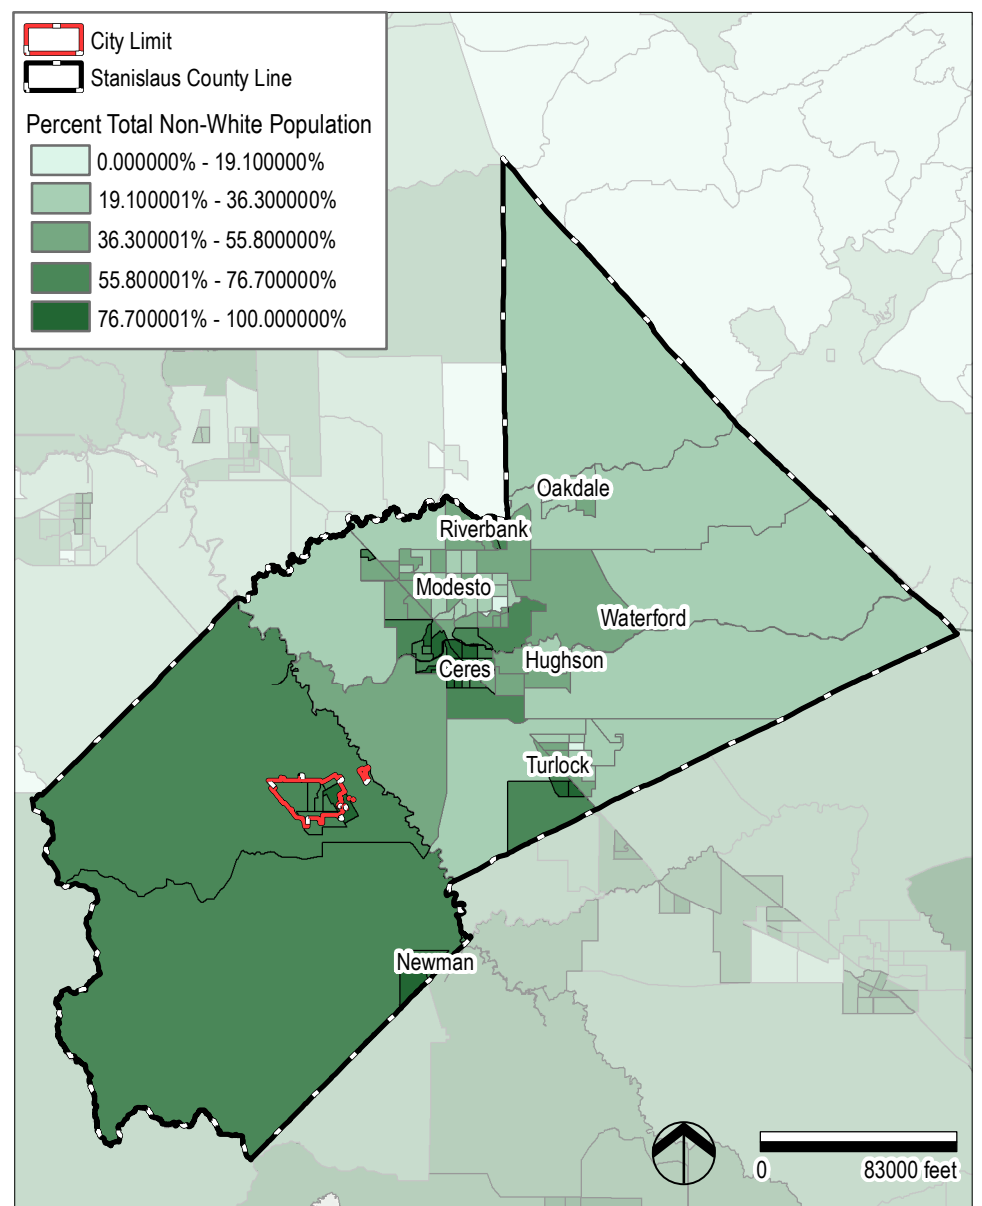 City Limit
Stanislaus County Line
Percent Total Non-White Population
0.000000% - 19.100000%
19.100001% - 36.300000%
36.300001% - 55.800000%
55.800001% - 76.700000%
76.700001% - 100.000000%
Oakdale
Riverbank
Modesto
Waterford
Hughson
Ceres
Turlock
Newman
0 83000 feet